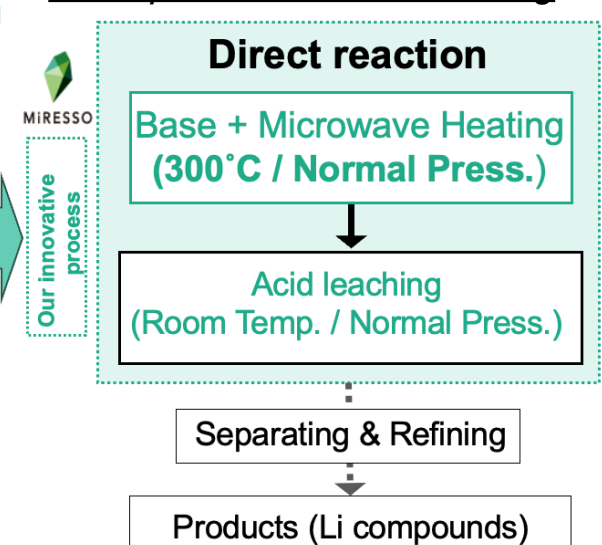 Direct reaction
MiRESSO
Base + Microwave Heating
(300˚C / Normal Press.)
Our innovative
process
Acid leaching
(Room Temp. / Normal Press.)
Separating & Refining
Products (Li compounds)